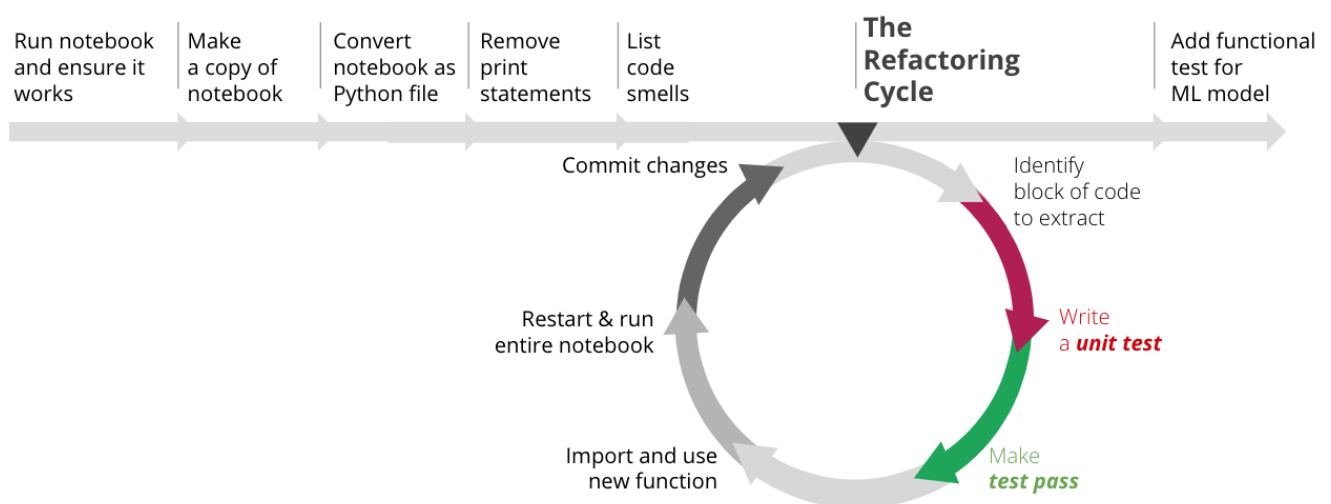 Run notebook
and ensure it
works
Make
a copy of
notebook
Convert
notebook as
Python file
Remove
print
statements
List
code
smells
The
Refactoring
Cycle
Add functional
test for
ML model
Identify
block of code
to extract
Write
a unit test
Make
test pass
Import and use
new function
Restart & run
entire notebook
Commit changes